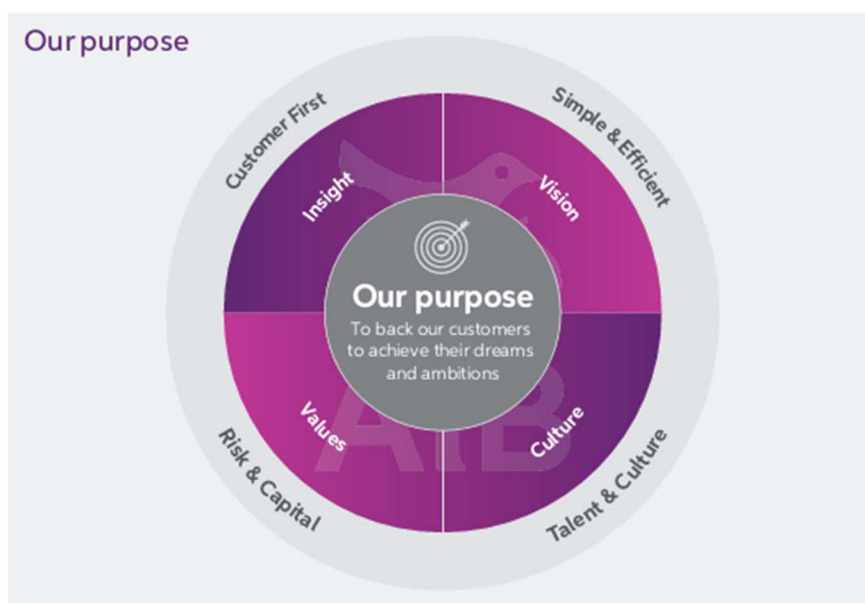 Our purpose
Customer First
Simple & Efficient
Insight
Vision
Our purpose
To back our customers
to achieve their dreams
and ambitions
Values
Culture
Risk & Capital
Talent & Culture
AIB